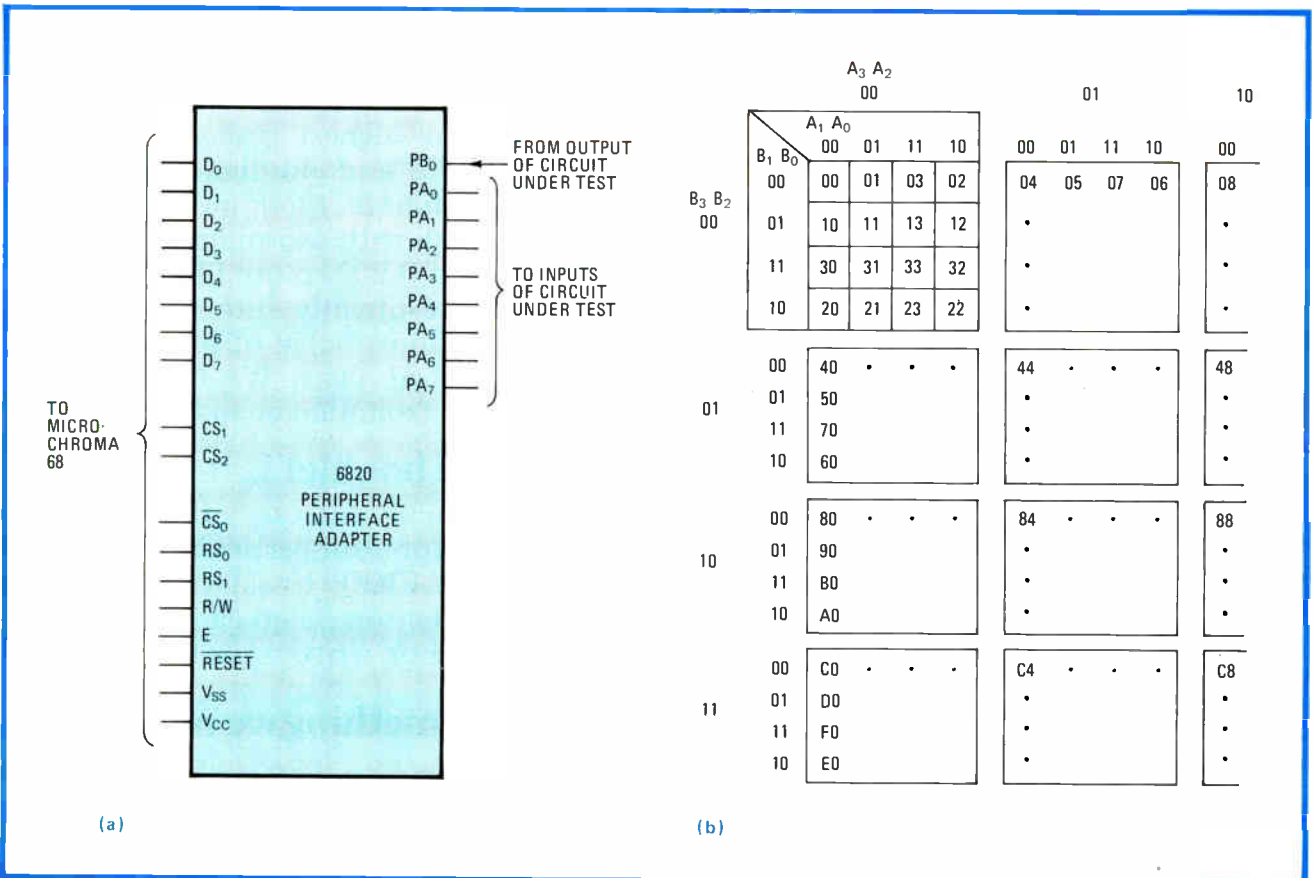 D₀
D₁
D₂
D₃
D₄
D₅
D₆
D₇
CS₁
CS₂
C̅S̅₀
RS₀
RS₁
R/W
E
R̅E̅S̅E̅T̅
V_SS
V_CC
PB₀
PA₀
PA₁
PA₂
PA₃
PA₄
PA₅
PA₆
PA₇
6820
PERIPHERAL
INTERFACE
ADAPTER
TO
MICRO-
CHROMA
68
FROM OUTPUT
OF CIRCUIT
UNDER TEST
TO INPUTS
OF CIRCUIT
UNDER TEST
(a)
A₃ A₂
00 01 10
A₁ A₀
B₁ B₀ 00 01 11 10 00 01 11 10 00
B₃ B₂
00
00 00 01 03 02 04 05 07 06 08
01 10 11 13 12 • •
11 30 31 33 32 • •
10 20 21 23 22 • •
01
00 40 • • • 44 • • • 48
01 50 • •
11 70 • •
10 60 • •
10
00 80 • • • 84 • • • 88
01 90 • •
11 B0 • •
10 A0 • •
11
00 C0 • • • C4 • • • C8
01 D0 • •
11 F0 • •
10 E0 • •
(b)